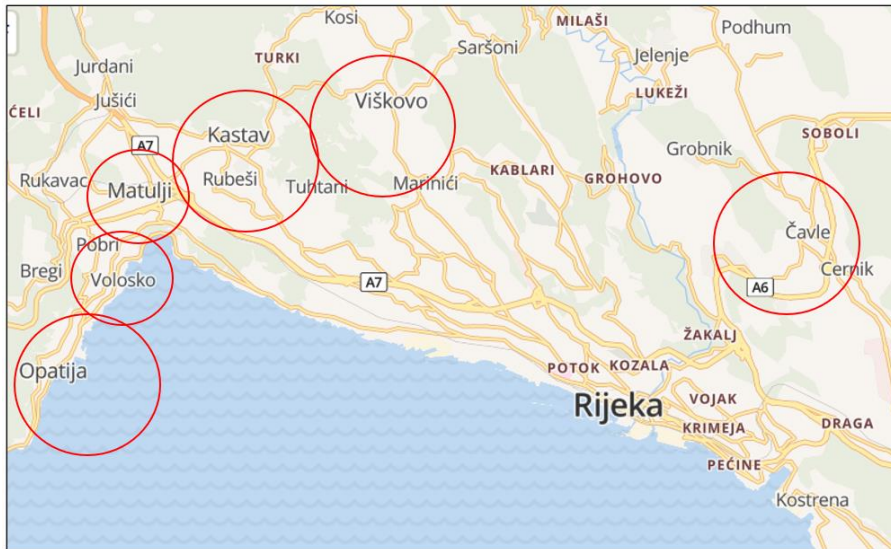 Kosi
MILAŠI
Podhum
TURKI
Saršoni
Jelenje
Jurdani
Jušići
Viškovo
LUKEŽI
ĆELI
Kastav
A7
SOBOLI
Grobnik
KABLARI
GROHOVO
Rukavac
Matulji
Rubeši
Tuhtani
Marinići
Čavle
Pobri
Bregi
Volosko
A7
A6
Cernik
ŽAKALJ
Opatija
POTOK
KOZALA
Rijeka
VOJAK
KRIMEJA
DRAGA
PEĆINE
Kostrena